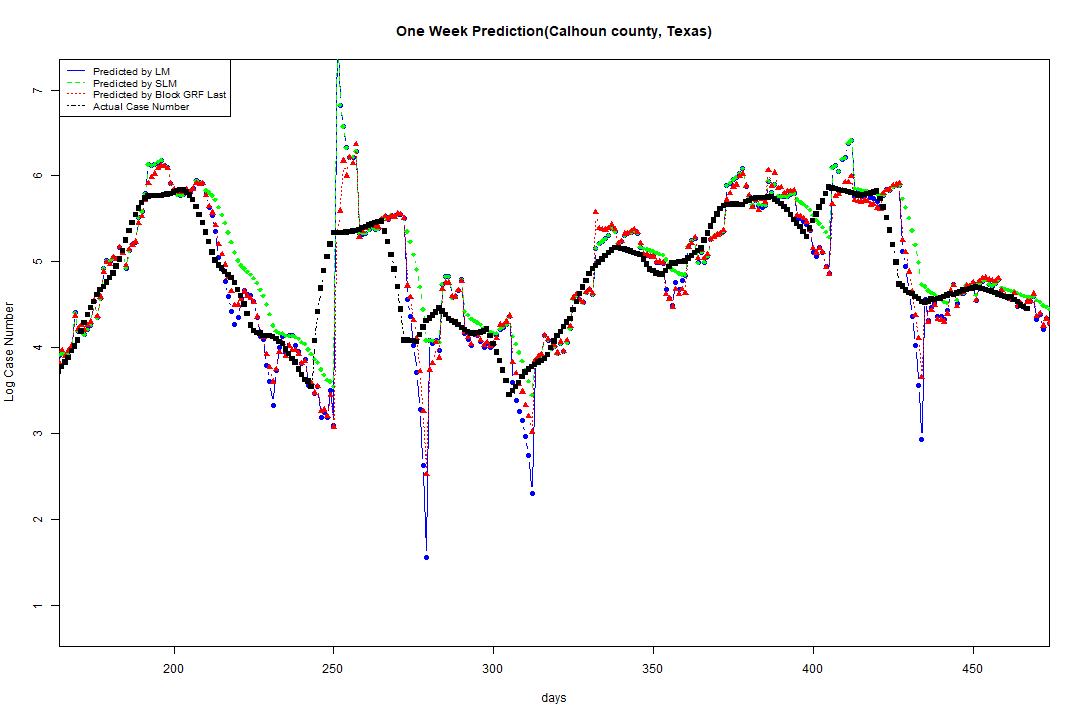 One Week Prediction(Calhoun county, Texas)
Predicted by LM
Predicted by SLM
Predicted by Block GRF Last
Actual Case Number
7
6
5
4
3
2
1
Log Case Number
200 250 300 350 400 450
days